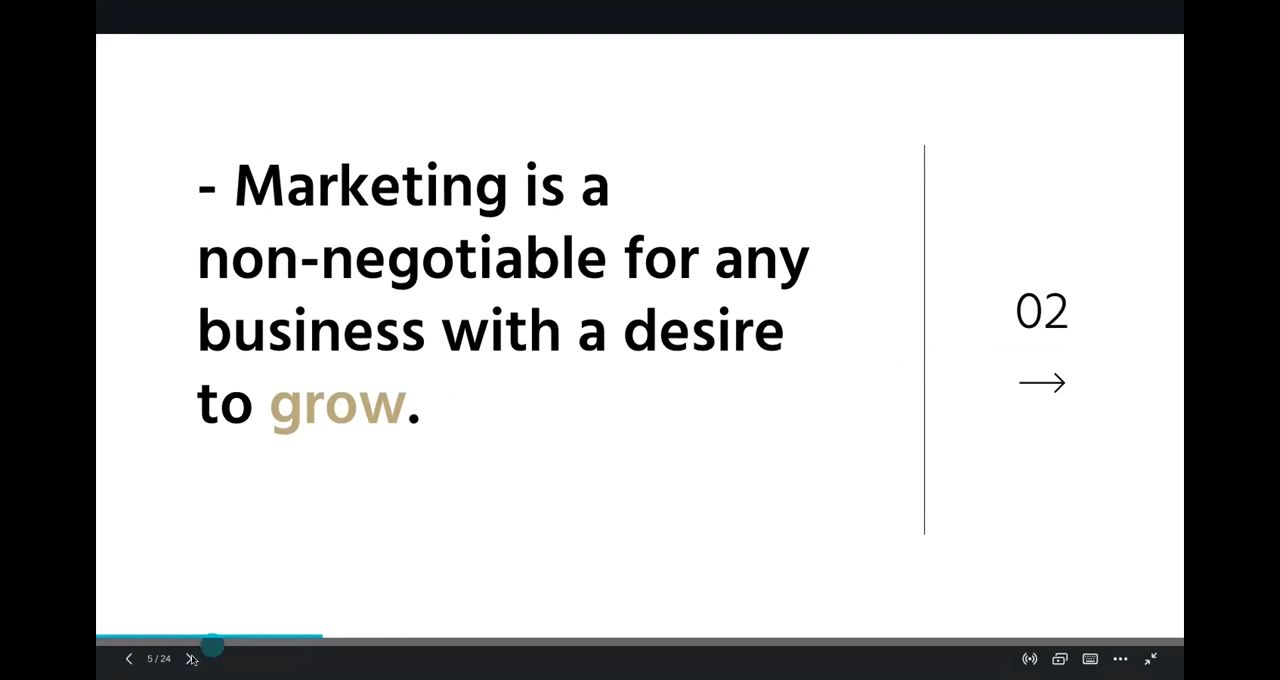 - Marketing is a
non-negotiable for any
business with a desire
to grow.
02
5 / 24